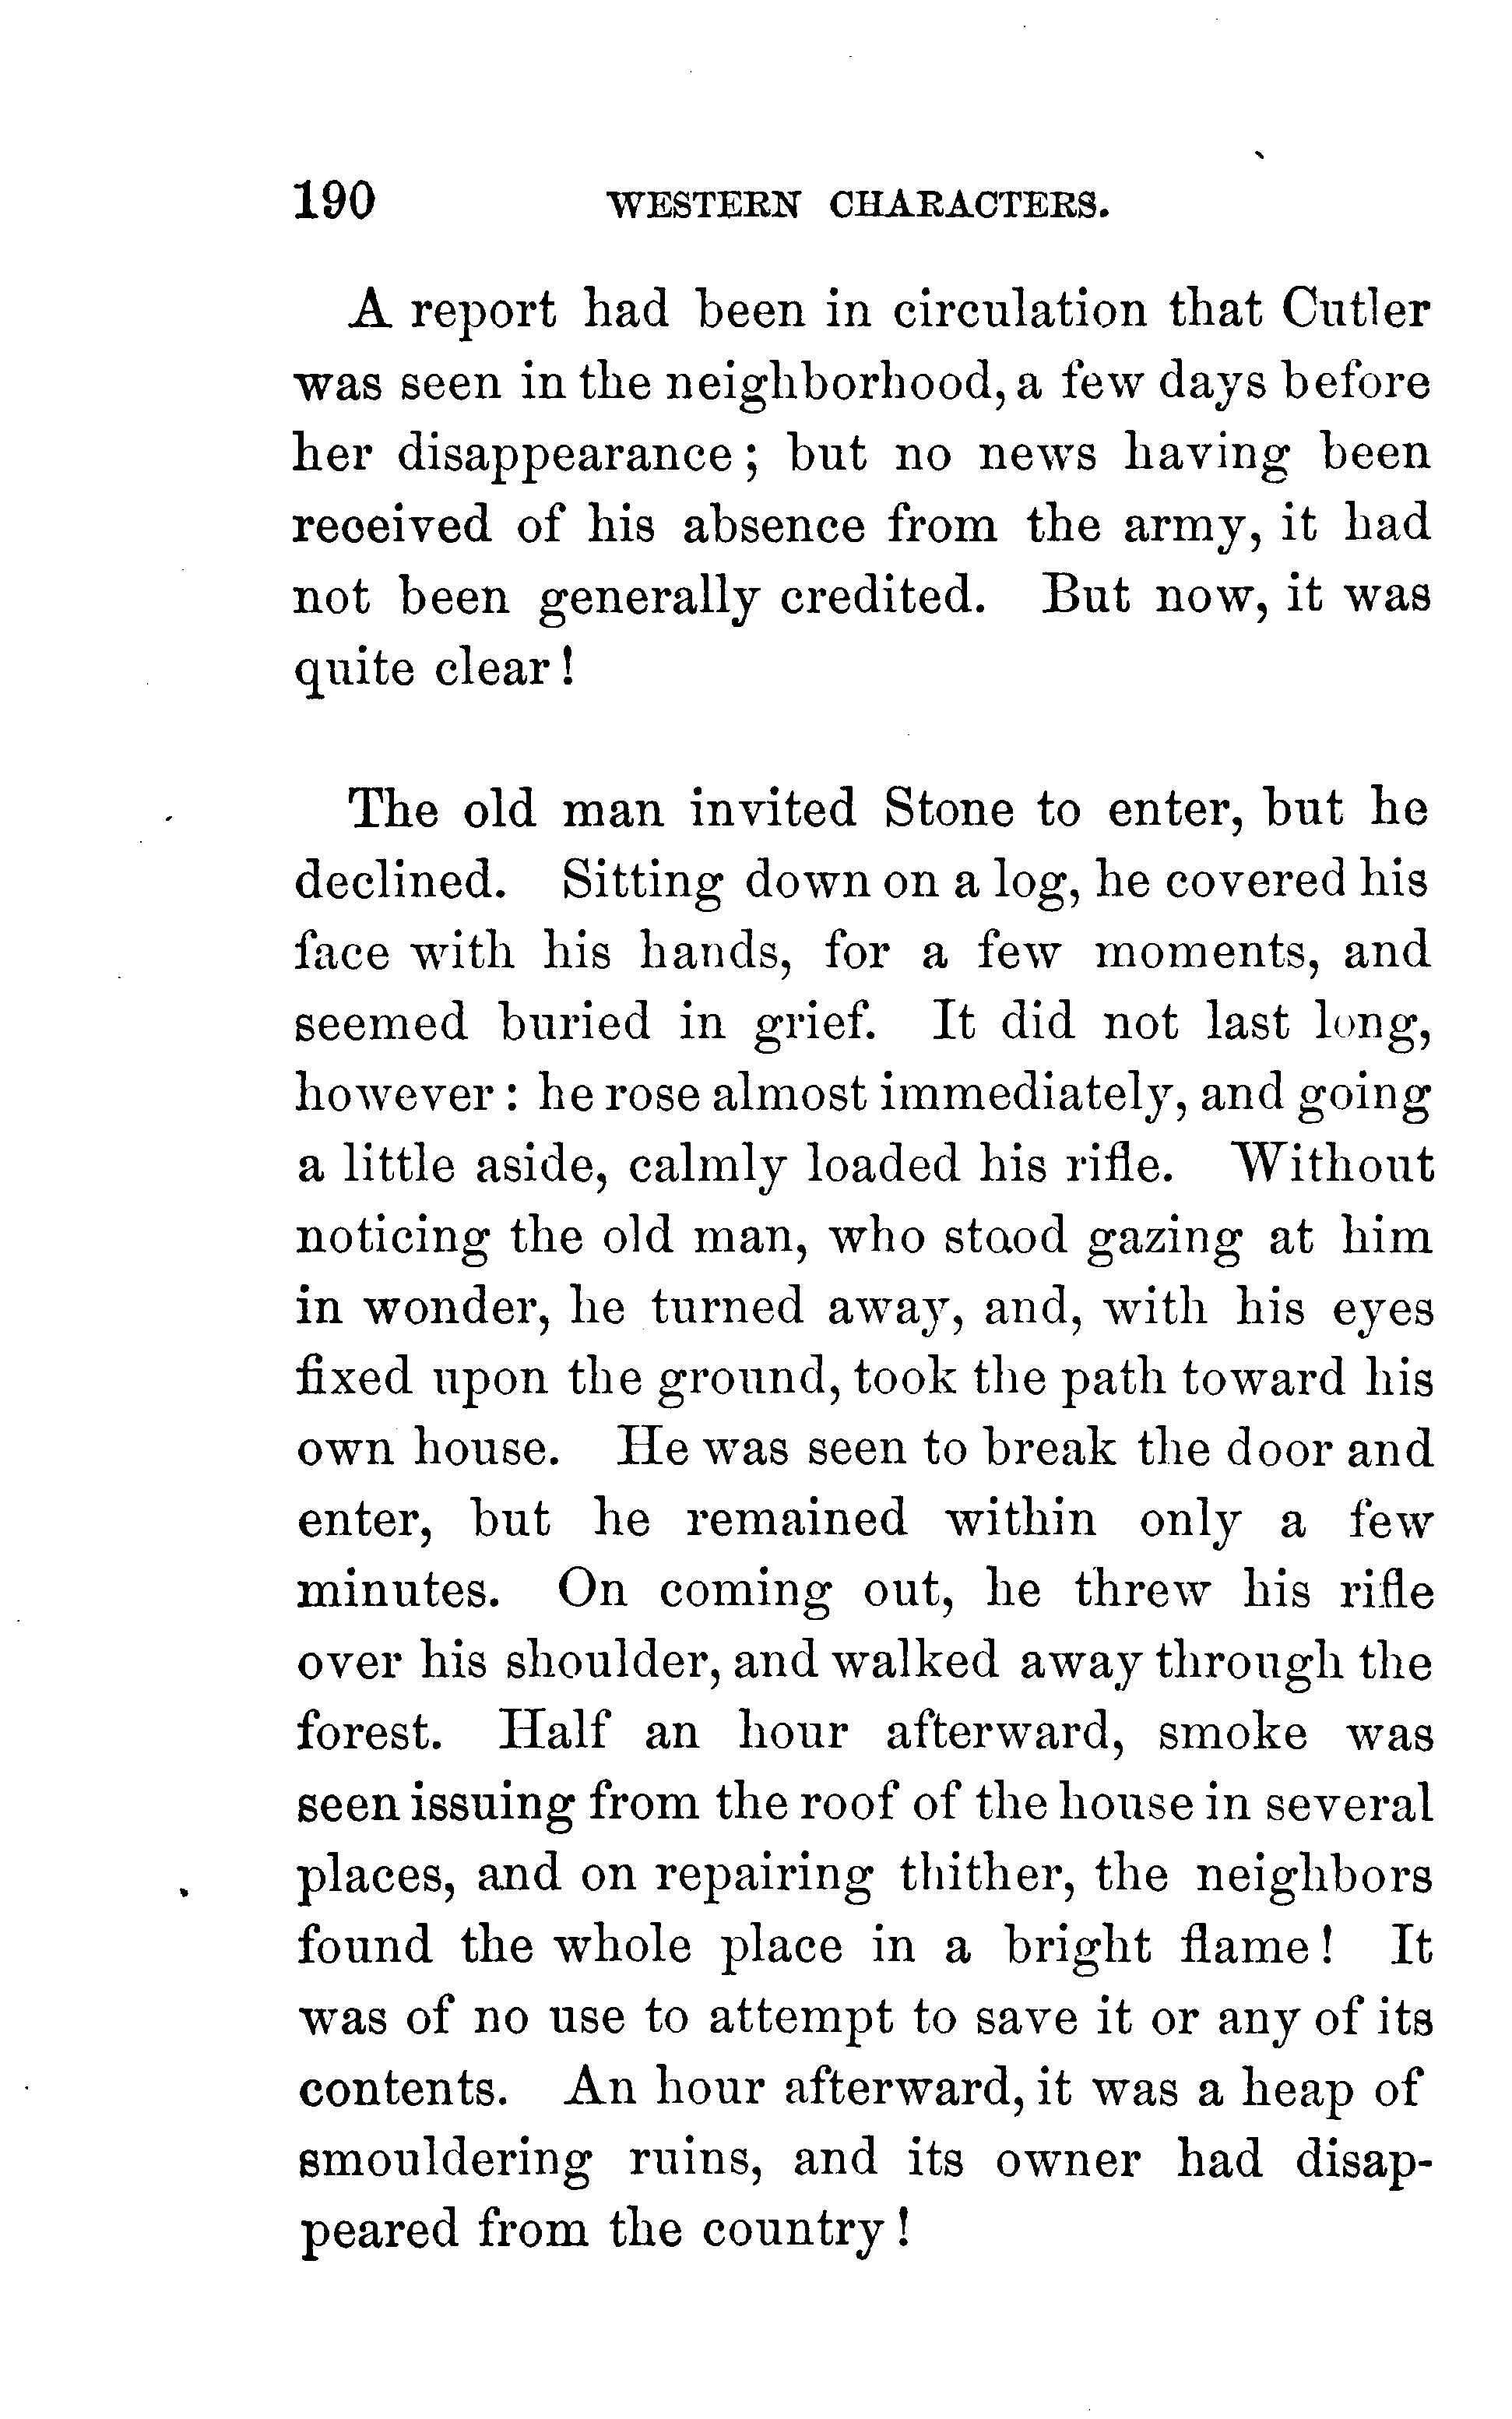 190 WESTERN CHARACTERS.
A report had been in circulation that Cutler
was seen in the neighborhood, a few days before
her disappearance; but no news having been
received of his absence from the army, it had
not been generally credited. But now, it was
quite clear!
The old man invited Stone to enter, but he
declined. Sitting down on a log, he covered his
face with his hands, for a few moments, and
seemed buried in grief. It did not last long,
however: he rose almost immediately, and going
a little aside, calmly loaded his rifle. Without
noticing the old man, who stood gazing at him
in wonder, he turned away, and, with his eyes
fixed upon the ground, took the path toward his
own house. He was seen to break the door and
enter, but he remained within only a few
minutes. On coming out, he threw his rifle
over his shoulder, and walked away through the
forest. Half an hour afterward, smoke was
seen issuing from the roof of the house in several
places, and on repairing thither, the neighbors
found the whole place in a bright flame! It
was of no use to attempt to save it or any of its
contents. An hour afterward, it was a heap of
smouldering ruins, and its owner had disap-
peared from the country!